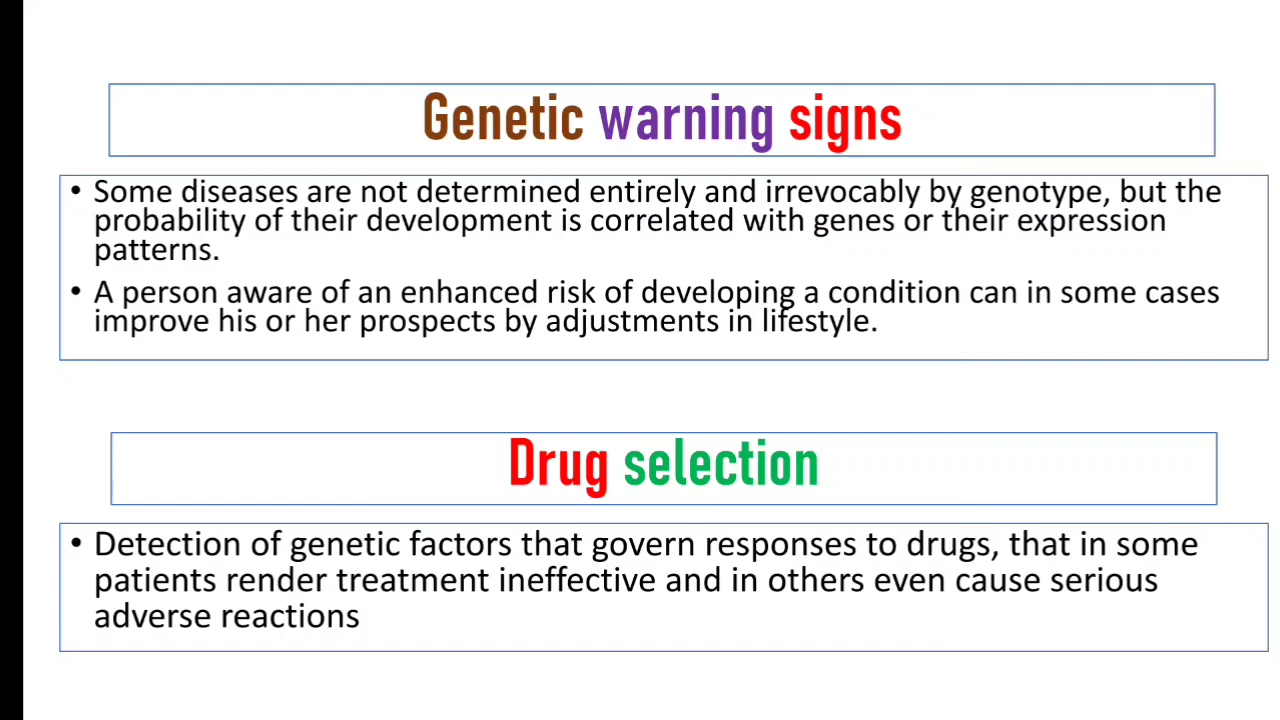 Genetic warning signs
• Some diseases are not determined entirely and irrevocably by genotype, but the
probability of their development is correlated with genes or their expression
patterns.
• A person aware of an enhanced risk of developing a condition can in some cases
improve his or her prospects by adjustments in lifestyle.
Drug selection
• Detection of genetic factors that govern responses to drugs, that in some
patients render treatment ineffective and in others even cause serious
adverse reactions